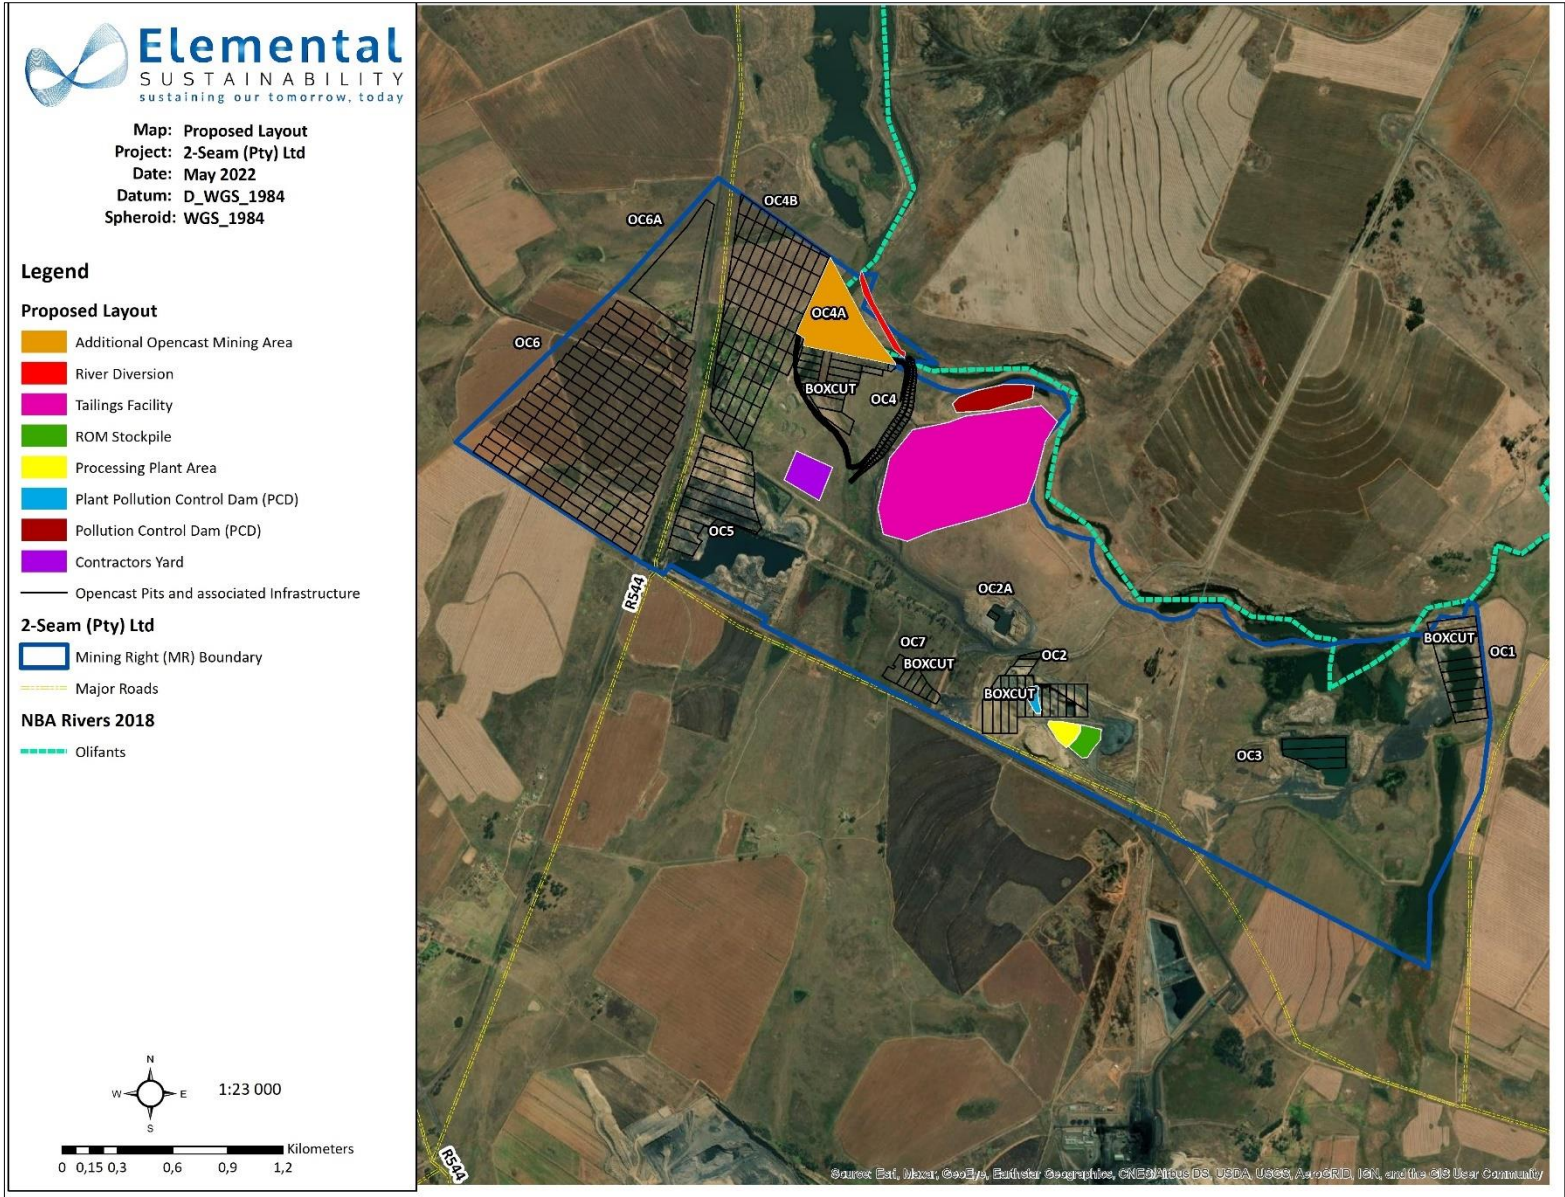 Elemental
SUSTAINABILITY
sustaining our tomorrow, today
Map: Proposed Layout
Project: 2-Seam (Pty) Ltd
Date: May 2022
Datum: D_WGS_1984
Spheroid: WGS_1984
Legend
Proposed Layout
Additional Opencast Mining Area
River Diversion
Tailings Facility
ROM Stockpile
Processing Plant Area
Plant Pollution Control Dam (PCD)
Pollution Control Dam (PCD)
Contractors Yard
Opencast Pits and associated Infrastructure
2-Seam (Pty) Ltd
Mining Right (MR) Boundary
Major Roads
NBA Rivers 2018
Olifants
N
W E
S
1:23 000
Kilometers
0 0,15 0,3 0,6 0,9 1,2
OC4B
OC6A
OC4A
OC6
BOXCUT
OC4
OC5
R544
OC2A
OC7
BOXCUT
OC2
BOXCUT
BOXCUT
OC1
OC3
R544
Source: Esri, Maxar, GeoEye, Earthstar Geographics, CNES/Airbus DS, USDA, USGS, AeroGRID, IGN, and the GIS User Community